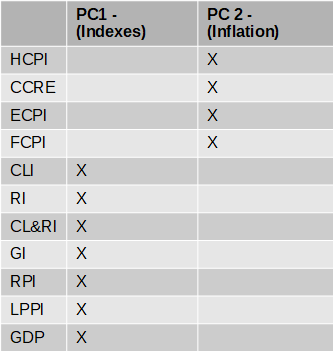 PC1 - (Indexes) PC 2 - (Inflation)
HCPI X
CCRE X
ECPI X
FCPI X
CLI X
RI X
CL&RI X
GI X
RPI X
LPPI X
GDP X